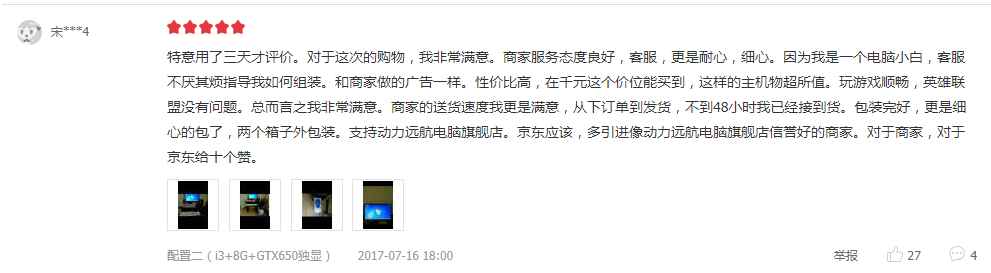 宋***4
特意用了三天才评价。对于这次的购物，我非常满意。商家服务态度良好，客服，更是耐心，细心。因为我是一个电脑小白，客服
不厌其烦指导我如何组装。和商家做的广告一样。性价比高，在千元这个价位能买到，这样的主机物超所值。玩游戏顺畅，英雄联
盟没有问题。总而言之我非常满意。商家的送货速度我更是满意，从下订单到发货，不到48小时我已经接到货。包装完好，更是细
心的包了，两个箱子外包装。支持动力远航电脑旗舰店。京东应该，多引进像动力远航电脑旗舰店信誉好的商家。对于商家，对于
京东给十个赞。
配置二（i3+8G+GTX650独显） 2017-07-16 18:00 举报 27 4